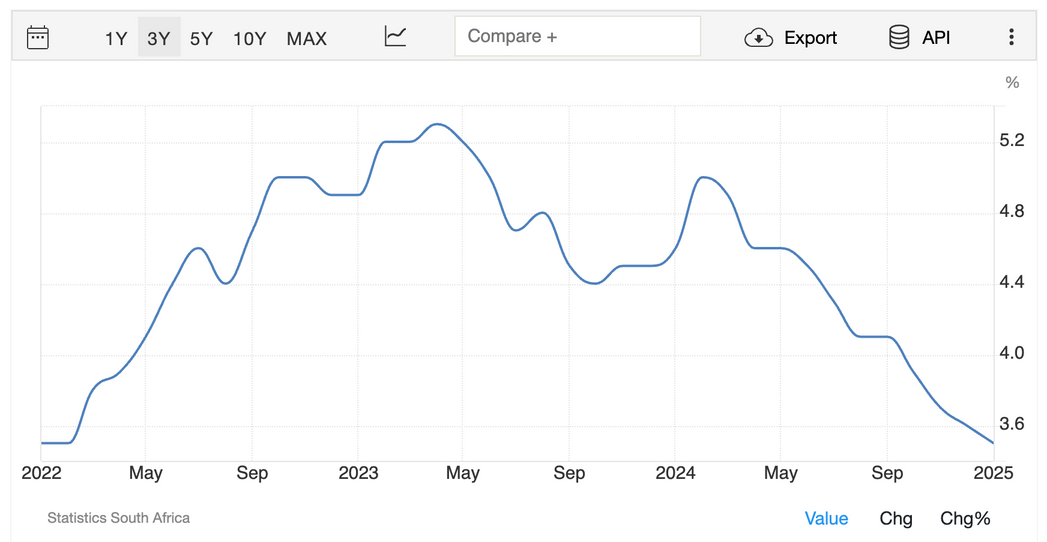 1Y 3Y 5Y 10Y MAX Compare + Export API
%
5.2
4.8
4.4
4.0
3.6
2022 May Sep 2023 May Sep 2024 May Sep 2025
Statistics South Africa Value Chg Chg%